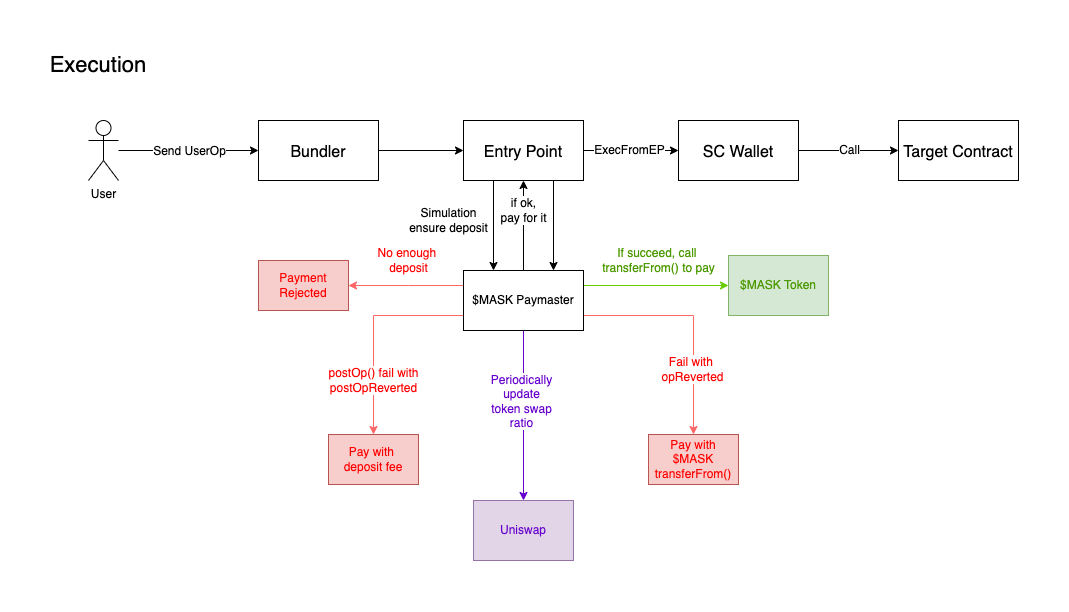 Execution
User
Send UserOp
Bundler
Entry Point
ExecFromEP
SC Wallet
Call
Target Contract
Simulation
ensure deposit
if ok,
pay for it
No enough
deposit
If succeed, call
transferFrom() to pay
Payment
Rejected
$MASK Paymaster
$MASK Token
postOp() fail with
postOpReverted
Periodically
update
token swap
ratio
Fail with
opReverted
Pay with
deposit fee
Pay with
$MASK
transferFrom()
Uniswap